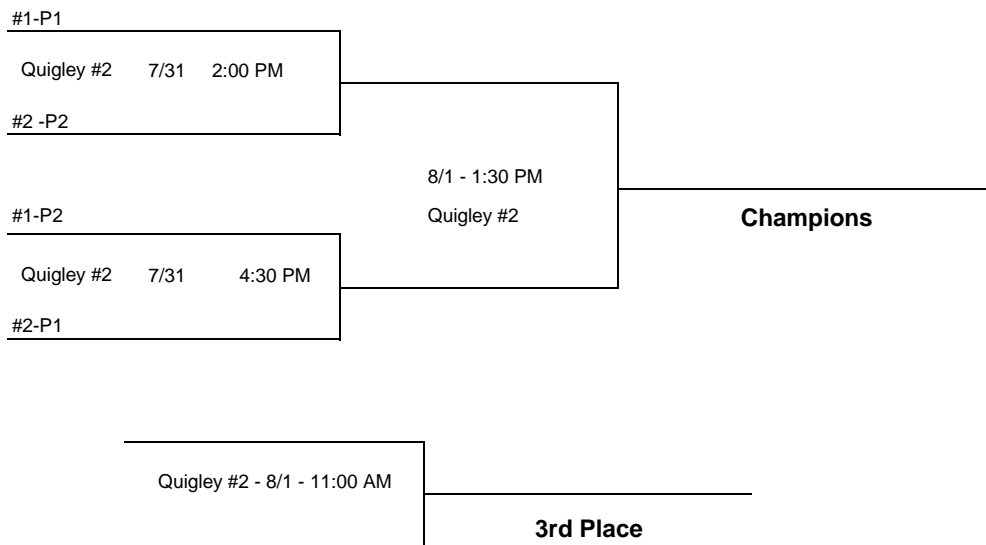 #1-P1
Quigley #2 7/31 2:00 PM
#2 -P2
8/1 - 1:30 PM
#1-P2
Quigley #2
Champions
Quigley #2 7/31 4:30 PM
#2-P1
Quigley #2 - 8/1 - 11:00 AM
3rd Place